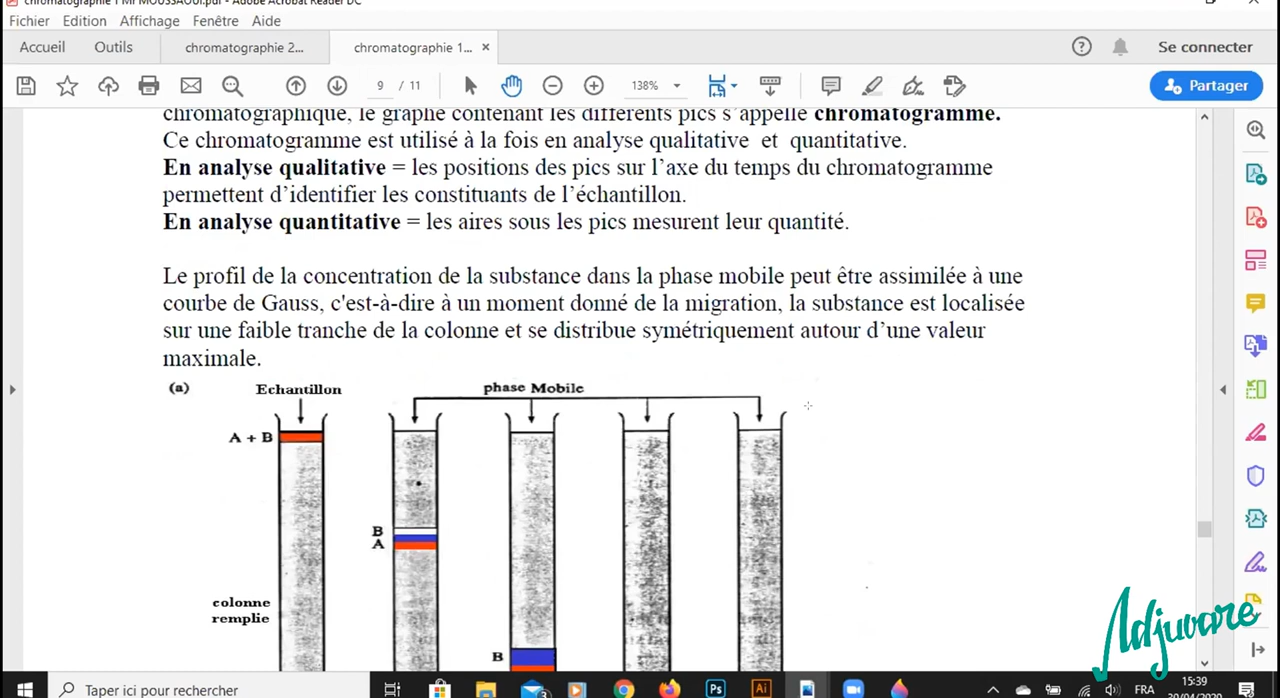 chromatographie 1 Mr MOUSSAOUI.pdf - Adobe Acrobat Reader DC
Fichier Edition Affichage Fenêtre Aide
Accueil Outils chromatographie 2... chromatographie 1... × Se connecter
9 / 11 138% Partager
chromatographique, le graphe contenant les différents pics s'appelle chromatogramme.
Ce chromatogramme est utilisé à la fois en analyse qualitative et quantitative.
En analyse qualitative = les positions des pics sur l'axe du temps du chromatogramme
permettent d'identifier les constituants de l'échantillon.
En analyse quantitative = les aires sous les pics mesurent leur quantité.
Le profil de la concentration de la substance dans la phase mobile peut être assimilée à une
courbe de Gauss, c'est-à-dire à un moment donné de la migration, la substance est localisée
sur une faible tranche de la colonne et se distribue symétriquement autour d'une valeur
maximale.
(a) Echantillon phase Mobile
A + B
B
A
colonne
remplie
B
Adjuvare
Taper ici pour rechercher
3
Ps
Ai
FRA
15:39
30/04/2020